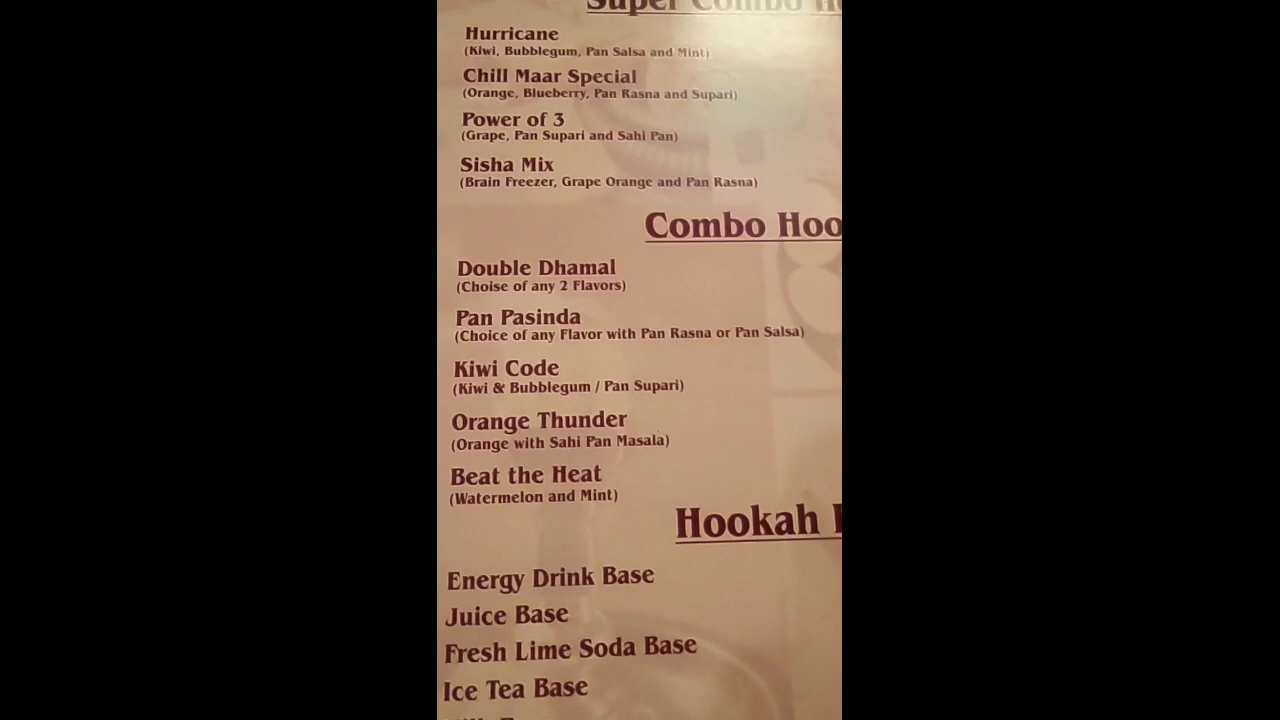 Super Combo
Hurricane
(Kiwi, Bubblegum, Pan Salsa and Mint)
Chill Maar Special
(Orange, Blueberry, Pan Rasna and Supari)
Power of 3
(Grape, Pan Supari and Sahi Pan)
Sisha Mix
(Brain Freezer, Grape Orange and Pan Rasna)
Combo Hoo
Double Dhamal
(Choise of any 2 Flavors)
Pan Pasinda
(Choice of any Flavor with Pan Rasna or Pan Salsa)
Kiwi Code
(Kiwi & Bubblegum / Pan Supari)
Orange Thunder
(Orange with Sahi Pan Masala)
Beat the Heat
(Watermelon and Mint)
Hookah
Energy Drink Base
Juice Base
Fresh Lime Soda Base
Ice Tea Base